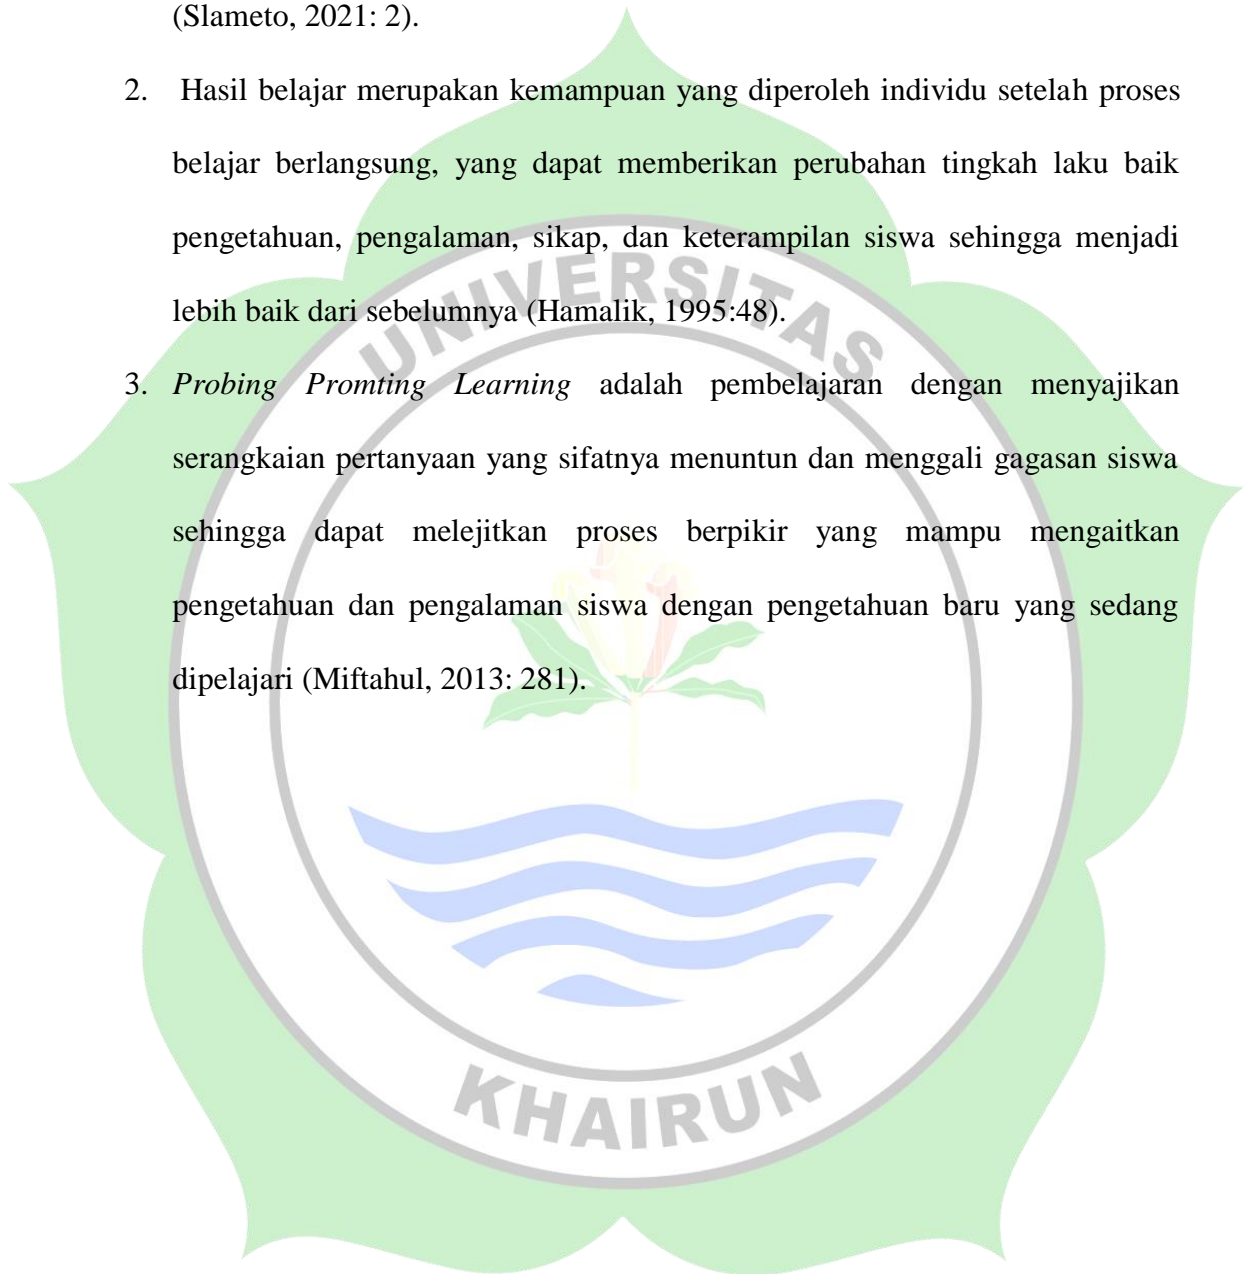 (Slameto, 2021: 2).
2. Hasil belajar merupakan kemampuan yang diperoleh individu setelah proses
belajar berlangsung, yang dapat memberikan perubahan tingkah laku baik
pengetahuan, pengalaman, sikap, dan keterampilan siswa sehingga menjadi
lebih baik dari sebelumnya (Hamalik, 1995:48).
3. Probing Promting Learning adalah pembelajaran dengan menyajikan
serangkaian pertanyaan yang sifatnya menuntun dan menggali gagasan siswa
sehingga dapat melejitkan proses berpikir yang mampu mengaitkan
pengetahuan dan pengalaman siswa dengan pengetahuan baru yang sedang
dipelajari (Miftahul, 2013: 281).
UNIVERSITAS
KHAIRUN